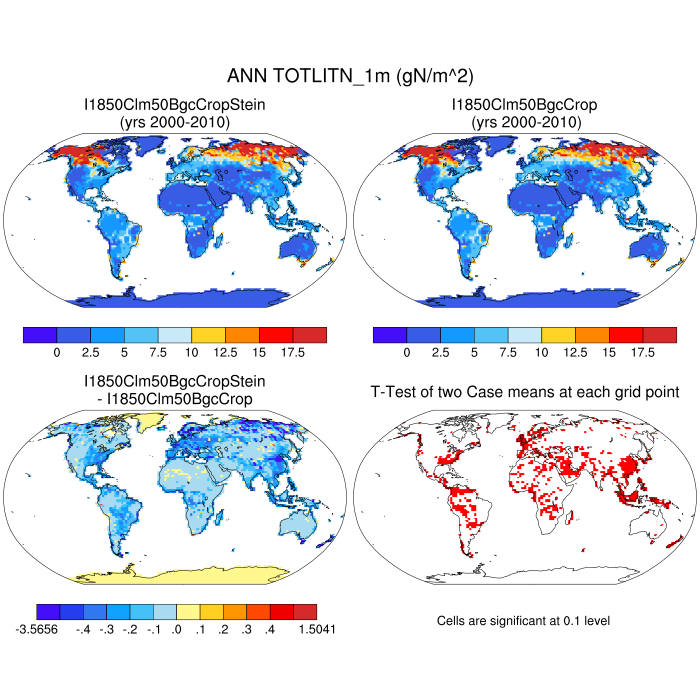 ANN TOTLITN_1m (gN/m^2)
I1850Clm50BgcCropStein
(yrs 2000-2010)
I1850Clm50BgcCrop
(yrs 2000-2010)
0 2.5 5 7.5 10 12.5 15 17.5
0 2.5 5 7.5 10 12.5 15 17.5
I1850Clm50BgcCropStein
- I1850Clm50BgcCrop
T-Test of two Case means at each grid point
-3.5656 -.4 -.3 -.2 -.1 .0 .1 .2 .3 .4 1.5041
Cells are significant at 0.1 level